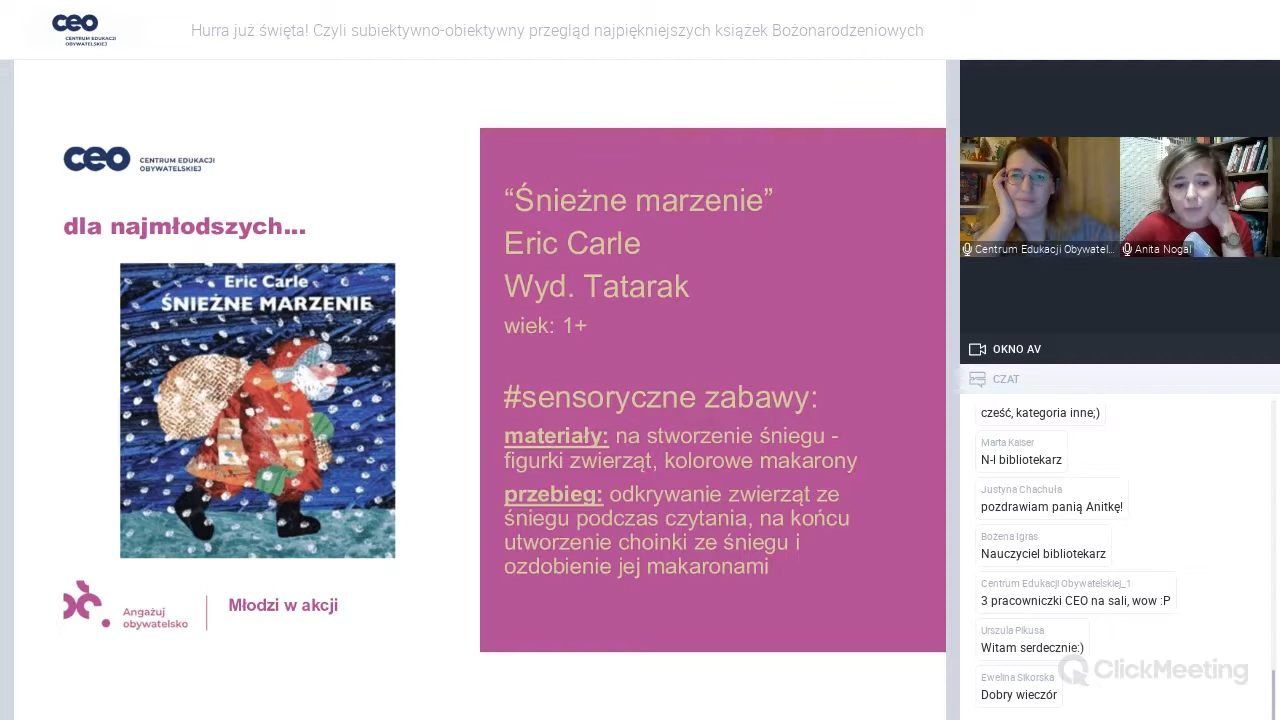 ceo
CENTRUM EDUKACJI
OBYWATELSKIEJ
Hurra już święta! Czyli subiektywno-obiektywny przegląd najpiękniejszych książek Bożonarodzeniowych
ceo
CENTRUM EDUKACJI
OBYWATELSKIEJ
dla najmłodszych...
Eric Carle
ŚNIEŻNE MARZENIE
Angażuj
obywatelsko
Młodzi w akcji
“Śnieżne marzenie”
Eric Carle
Wyd. Tatarak
wiek: 1+
#sensoryczne zabawy:
materiały: na stworzenie śniegu -
figurki zwierząt, kolorowe makarony
przebieg: odkrywanie zwierząt ze
śniegu podczas czytania, na końcu
utworzenie choinki ze śniegu i
ozdobienie jej makaronami
Centrum Edukacji Obywatel...
Anita Nogaj
OKNO AV
CZAT
cześć, kategoria inne;)
Marta Kaiser
N-l bibliotekarz
Justyna Chachuła
pozdrawiam panią Anitkę!
Bożena Igras
Nauczyciel bibliotekarz
Centrum Edukacji Obywatelskiej_1
3 pracowniczki CEO na sali, wow :P
Urszula Pikusa
Witam serdecznie:)
Ewelina Sikorska
Dobry wieczór
ClickMeeting